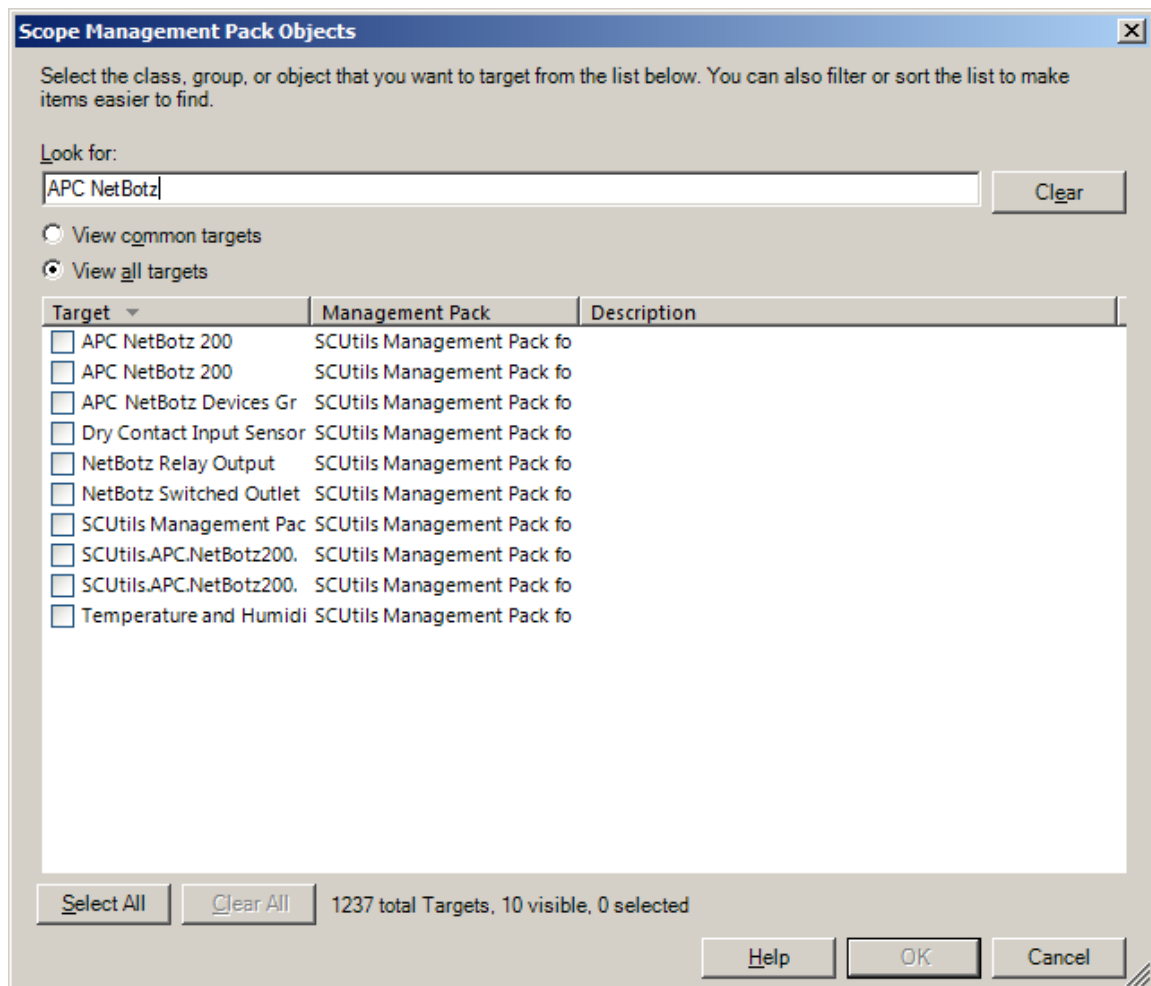 Scope Management Pack Objects
Select the class, group, or object that you want to target from the list below. You can also filter or sort the list to make
items easier to find.
Look for:
APC NetBotz
Clear
View common targets
View all targets
Target Management Pack Description
APC NetBotz 200 SCUtils Management Pack fo
APC NetBotz 200 SCUtils Management Pack fo
APC NetBotz Devices Gr SCUtils Management Pack fo
Dry Contact Input Sensor SCUtils Management Pack fo
NetBotz Relay Output SCUtils Management Pack fo
NetBotz Switched Outlet SCUtils Management Pack fo
SCUtils Management Pac SCUtils Management Pack fo
SCUtils.APC.NetBotz200. SCUtils Management Pack fo
SCUtils.APC.NetBotz200. SCUtils Management Pack fo
Temperature and Humidi SCUtils Management Pack fo
Select All Clear All 1237 total Targets, 10 visible, 0 selected
Help OK Cancel